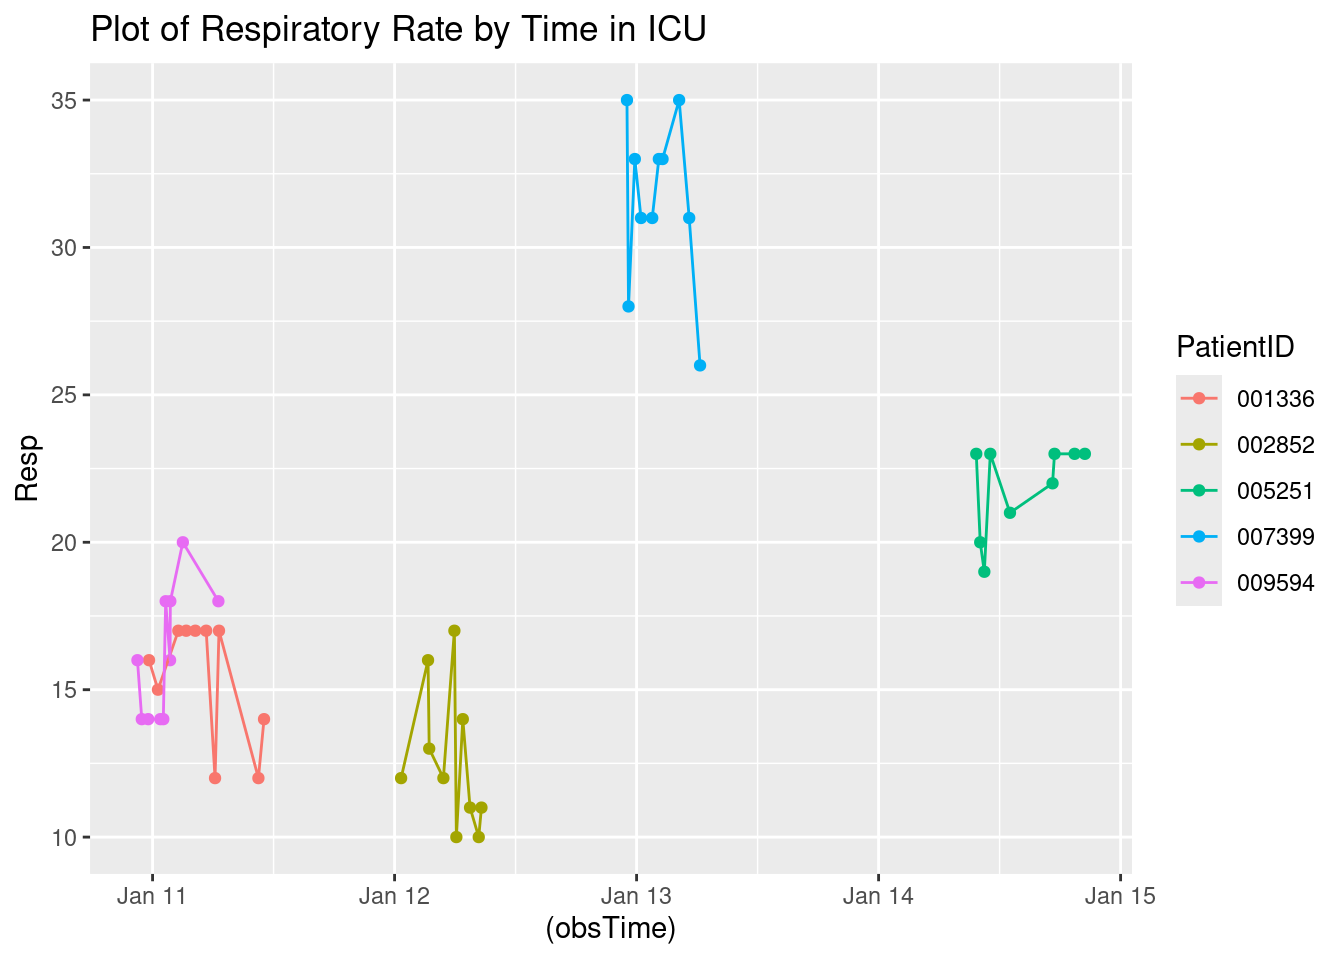 Plot of Respiratory Rate by Time in ICU
35
30
25
20
15
10
Resp
Jan 11
Jan 12
Jan 13
Jan 14
Jan 15
(obsTime)
PatientID
001336
002852
005251
007399
009594